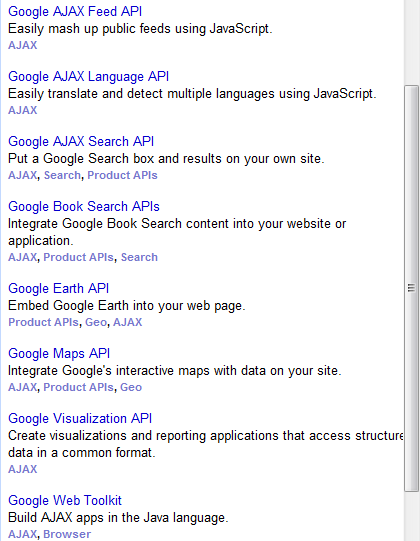 Google AJAX Feed API
Easily mash up public feeds using JavaScript.
AJAX
Google AJAX Language API
Easily translate and detect multiple languages using JavaScript.
AJAX
Google AJAX Search API
Put a Google Search box and results on your own site.
AJAX, Search, Product APIs
Google Book Search APIs
Integrate Google Book Search content into your website or
application.
AJAX, Product APIs, Search
Google Earth API
Embed Google Earth into your web page.
Product APIs, Geo, AJAX
Google Maps API
Integrate Google's interactive maps with data on your site.
AJAX, Product APIs, Geo
Google Visualization API
Create visualizations and reporting applications that access structure
data in a common format.
AJAX
Google Web Toolkit
Build AJAX apps in the Java language.
AJAX, Browser